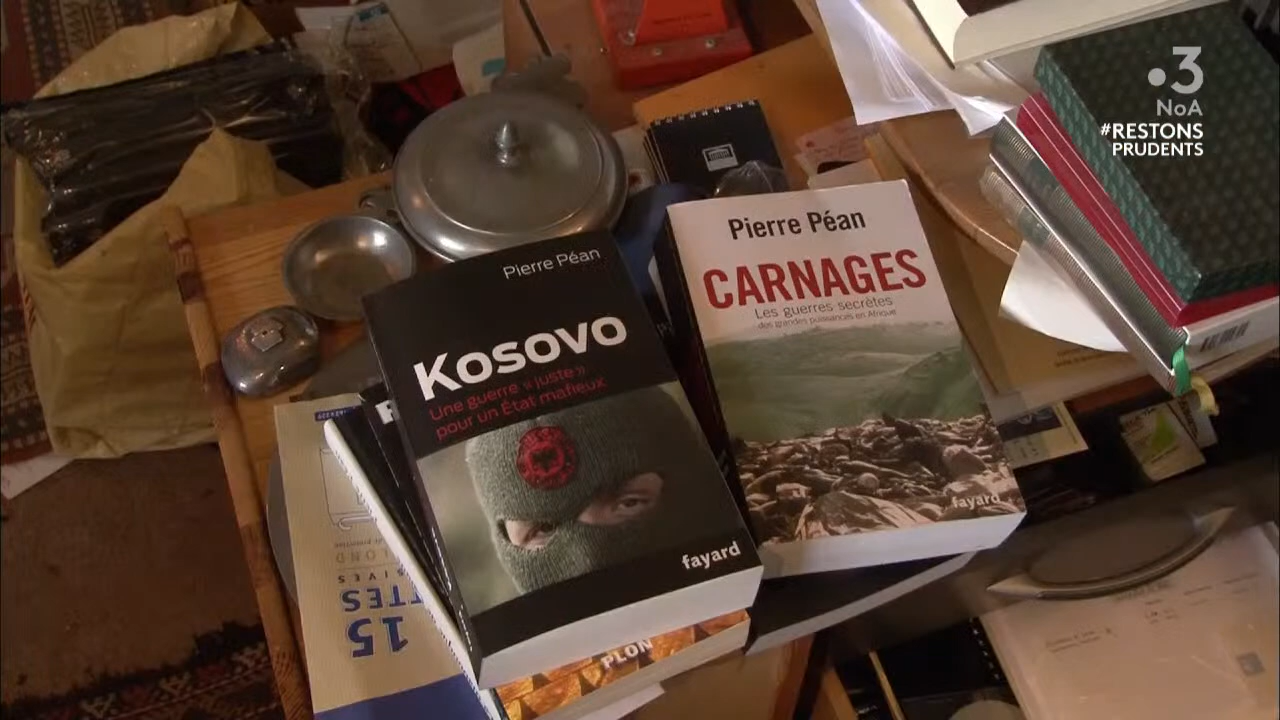 3
NoA
#RESTONS
PRUDENTS
Pierre Péan
CARNAGES
Les guerres secrètes
des grandes puissances en Afrique
fayard
Pierre Péan
Kosovo
Une guerre « juste »
pour un État mafieux
fayard
PLON
15